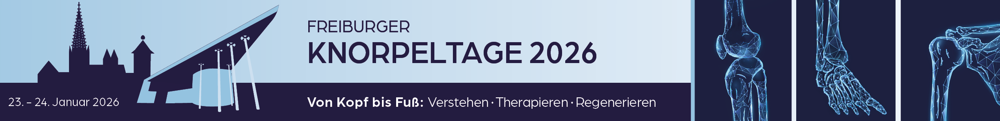 FREIBURGER
KNORPELTAGE 2026
23. – 24. Januar 2026
Von Kopf bis Fuß: Verstehen · Therapieren · Regenerieren